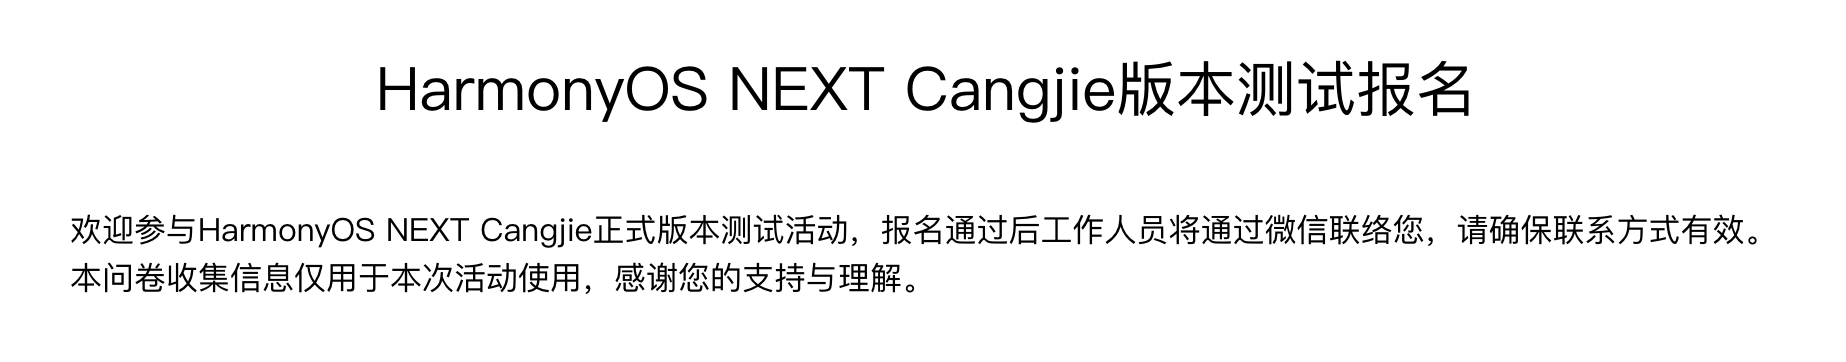 HarmonyOS NEXT Cangjie版本测试报名
欢迎参与HarmonyOS NEXT Cangjie正式版本测试活动，报名通过后工作人员将通过微信联络您，请确保联系方式有效。
本问卷收集信息仅用于本次活动使用，感谢您的支持与理解。